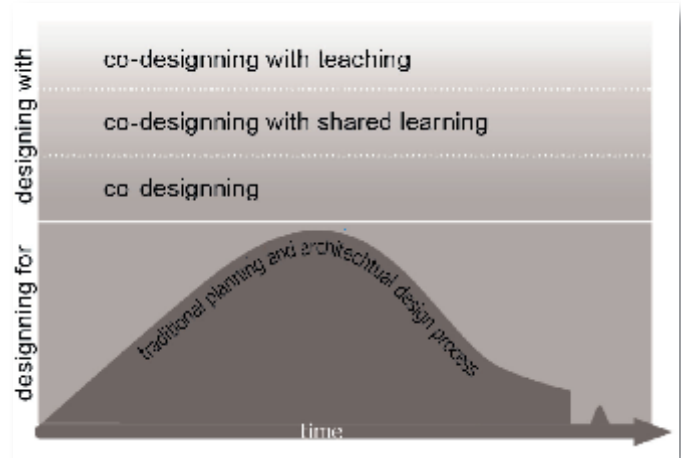 designing with
co-designning with teaching
co-designning with shared learning
co designning
designning for
traditional planning and architechtual design process
time